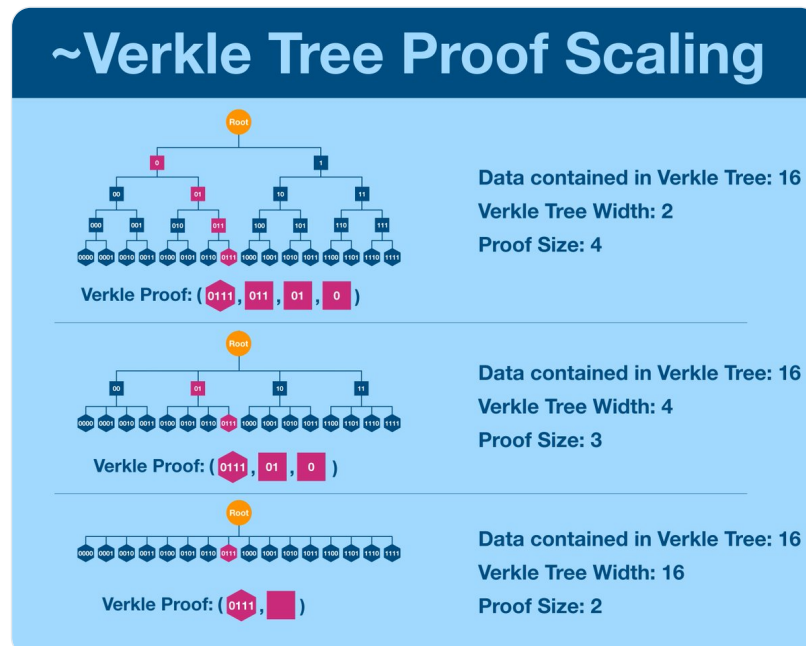 ~Verkle Tree Proof Scaling
Root
0 1
00 01 10 11
000 001 010 011 100 101 110 111
0000 0001 0010 0011 0100 0101 0110 0111 1000 1001 1010 1011 1100 1101 1110 1111
Verkle Proof: ( 0111 , 011 , 01 , 0 )
Data contained in Verkle Tree: 16
Verkle Tree Width: 2
Proof Size: 4
Root
00 01 10 11
0000 0001 0010 0011 0100 0101 0110 0111 1000 1001 1010 1011 1100 1101 1110 1111
Verkle Proof: ( 0111 , 01 , 0 )
Data contained in Verkle Tree: 16
Verkle Tree Width: 4
Proof Size: 3
Root
0000 0001 0010 0011 0100 0101 0110 0111 1000 1001 1010 1011 1100 1101 1110 1111
Verkle Proof: ( 0111 , )
Data contained in Verkle Tree: 16
Verkle Tree Width: 16
Proof Size: 2